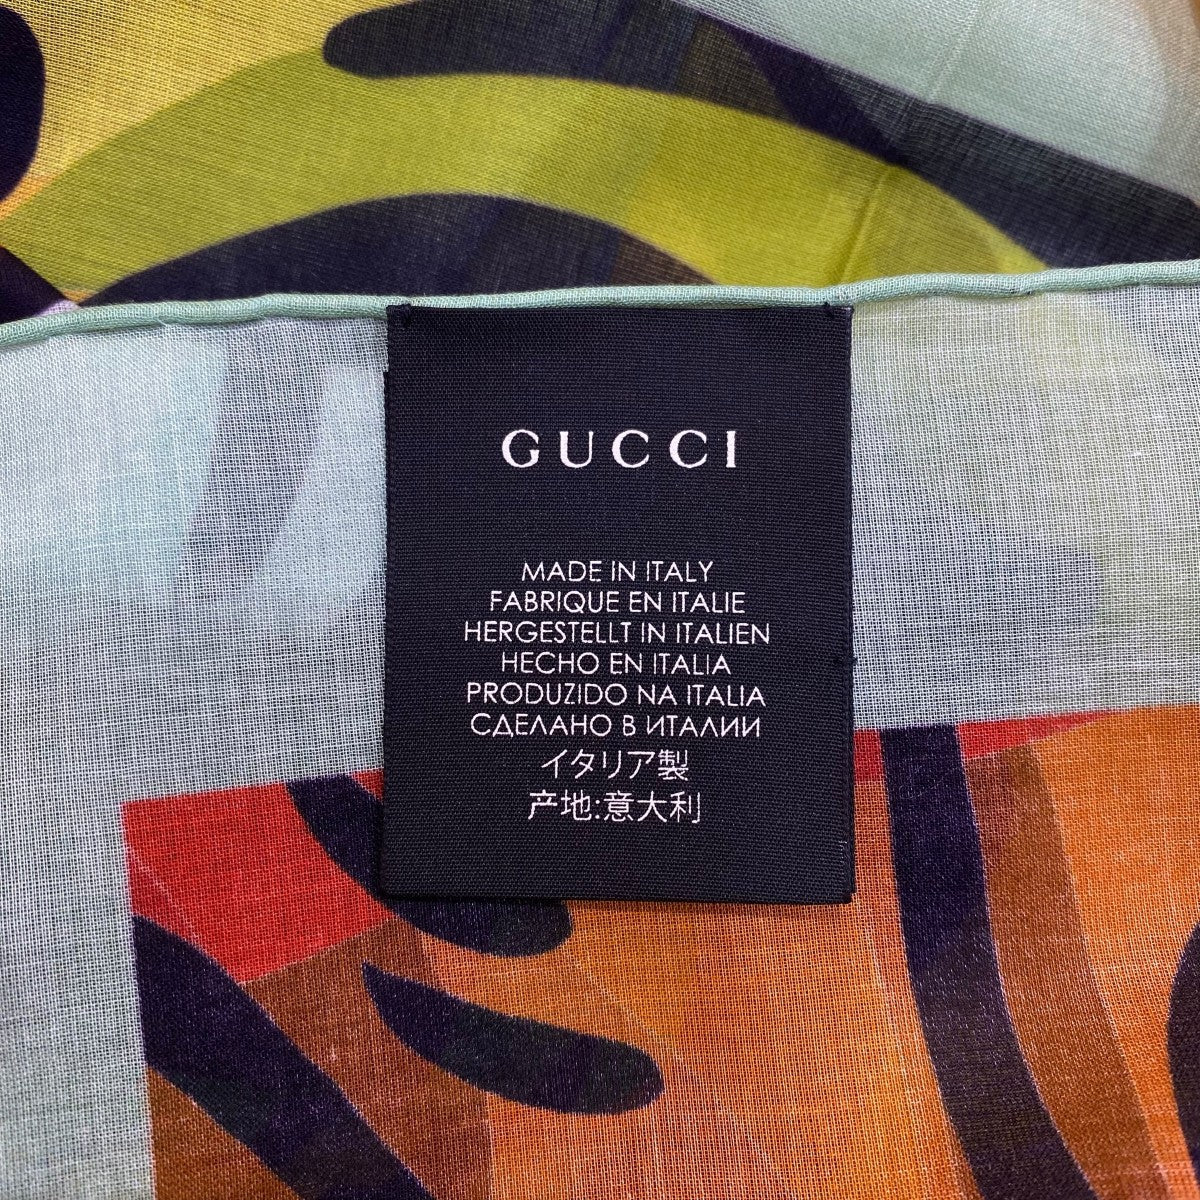 GUCCI
MADE IN ITALY
FABRIQUE EN ITALIE
HERGESTELLT IN ITALIEN
HECHO EN ITALIA
PRODUZIDO NA ITALIA
СДЕЛАНО В ИТАЛИИ
イタリア製
产地:意大利